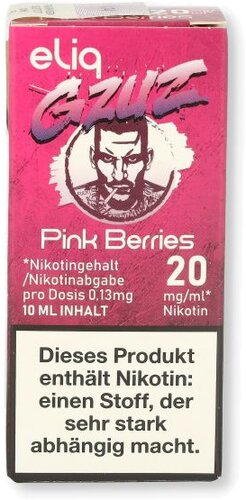 eliq
GZUZ
Pink Berries
*Nikotingehalt
/Nikotinabgabe
pro Dosis 0,13mg
10 ML INHALT
20
mg/ml*
Nikotin
Dieses Produkt
enthält Nikotin:
einen Stoff, der
sehr stark
abhängig macht.